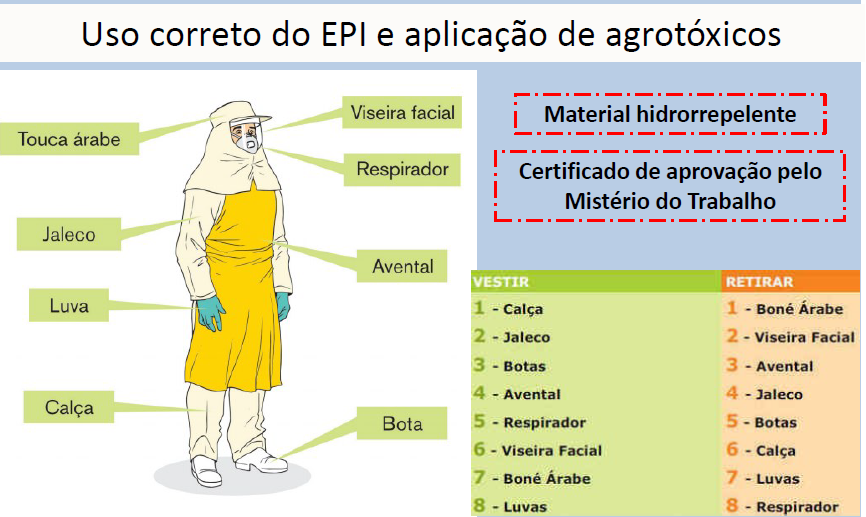 Uso correto do EPI e aplicação de agrotóxicos
Touca árabe
Jaleco
Luva
Calça
Viseira facial
Respirador
Avental
Bota
Material hidrorrepelente
Certificado de aprovação pelo
Mistério do Trabalho
VESTIR
1 - Calça
2 - Jaleco
3 - Botas
4 - Avental
5 - Respirador
6 - Viseira Facial
7 - Boné Árabe
8 - Luvas
RETIRAR
1 - Boné Árabe
2 - Viseira Facial
3 - Avental
4 - Jaleco
5 - Botas
6 - Calça
7 - Luvas
8 - Respirador